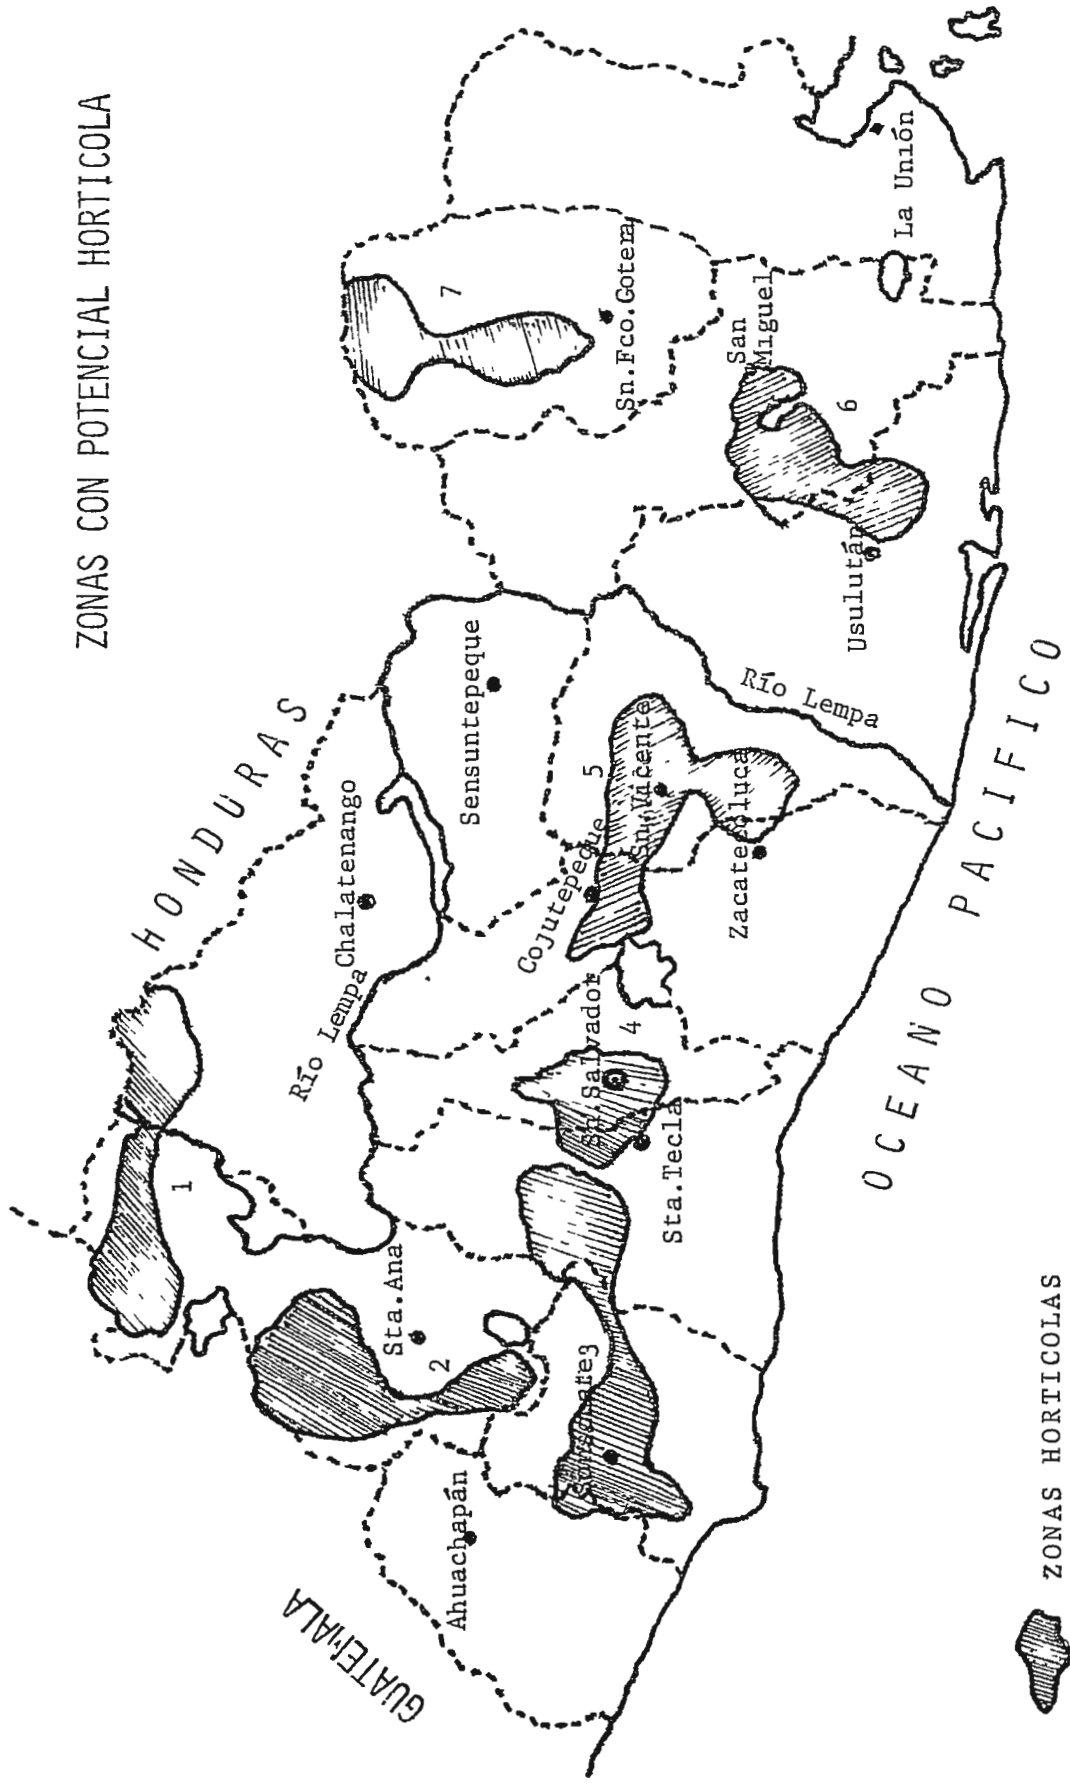 ZONAS CON POTENCIAL HORTICOLA
HONDURAS
GUATEMALA
1
Río Lempa
Chalatenango
Sta.Ana
2
Ahuachapán
Sensuntepeque
7
Sn.Fco.Gotera
3
Sn.Salvador
4
Sta.Tecla
Cojutepeque
5
Sn.Vicente
Zacatecoluca
Río Lempa
San
Miguel
6
Usulután
La Unión
OCEANO PACIFICO
ZONAS HORTICOLAS